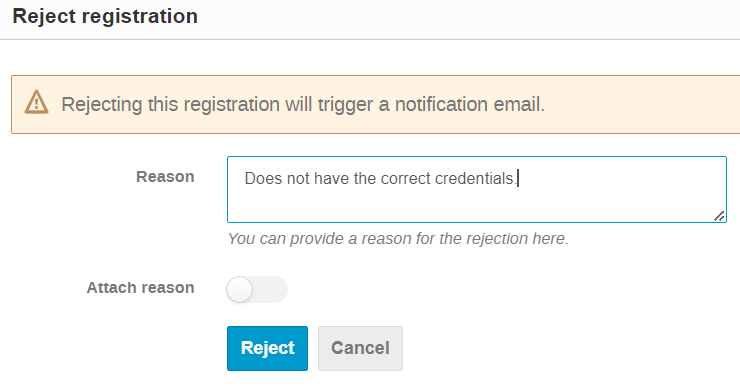 Reject registration
Rejecting this registration will trigger a notification email.
Reason
Does not have the correct credentials.
You can provide a reason for the rejection here.
Attach reason
Reject Cancel